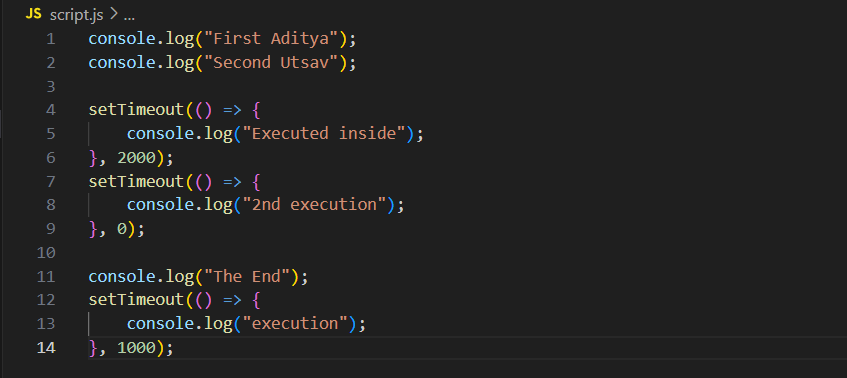 JS script.js > ...
1 console.log("First Aditya");
2 console.log("Second Utsav");
3
4 setTimeout(() => {
5     console.log("Executed inside");
6 }, 2000);
7 setTimeout(() => {
8     console.log("2nd execution");
9 }, 0);
10
11 console.log("The End");
12 setTimeout(() => {
13     console.log("execution");
14 }, 1000);